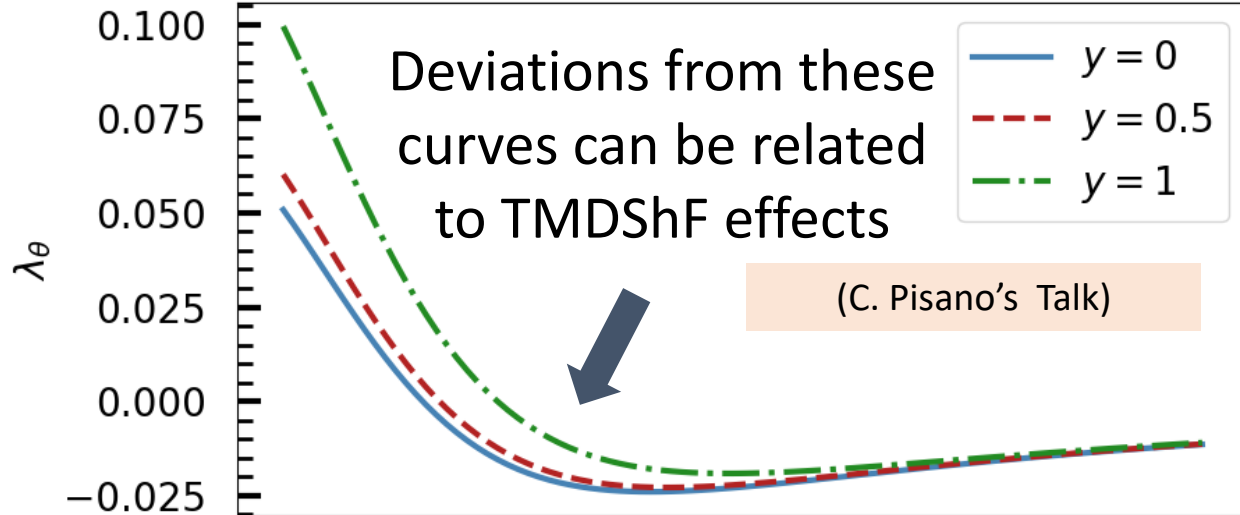 0.100
0.075
0.050
0.025
0.000
−0.025
λθ
Deviations from these
curves can be related
to TMDShF effects
y = 0
y = 0.5
y = 1
(C. Pisano’s Talk)